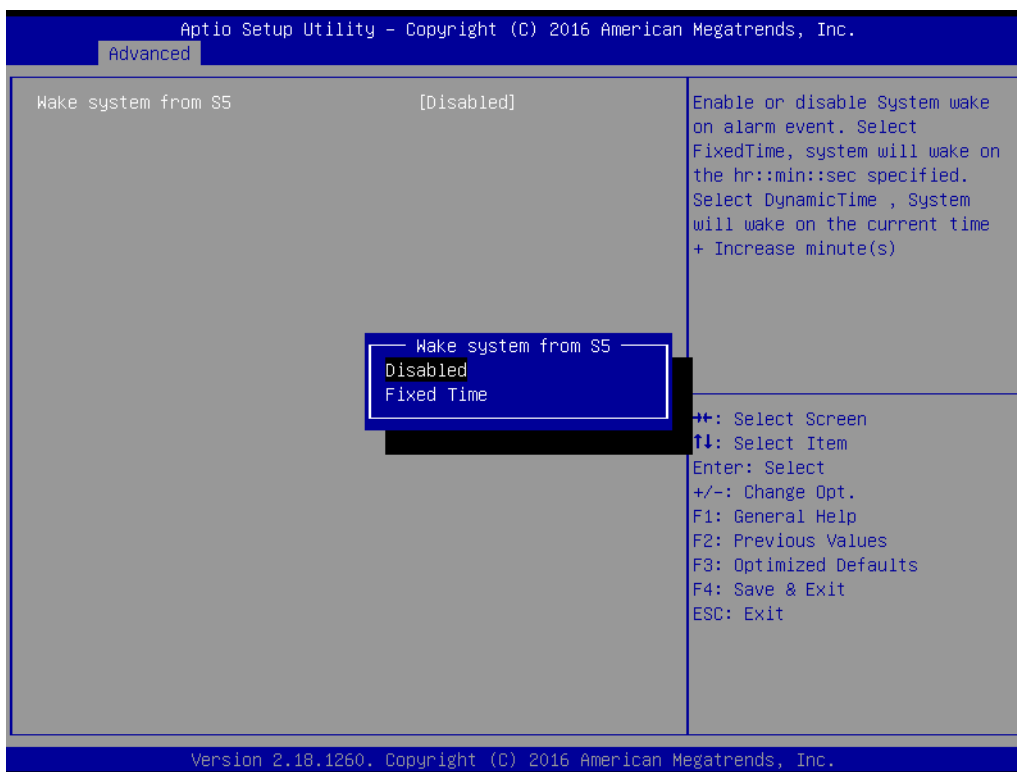 Aptio Setup Utility – Copyright (C) 2016 American Megatrends, Inc.
Advanced
Wake system from S5 [Disabled]
Enable or disable System wake
on alarm event. Select
FixedTime, system will wake on
the hr::min::sec specified.
Select DynamicTime , System
will wake on the current time
+ Increase minute(s)
Wake system from S5
Disabled
Fixed Time
→←: Select Screen
↑↓: Select Item
Enter: Select
+/-: Change Opt.
F1: General Help
F2: Previous Values
F3: Optimized Defaults
F4: Save & Exit
ESC: Exit
Version 2.18.1260. Copyright (C) 2016 American Megatrends, Inc.